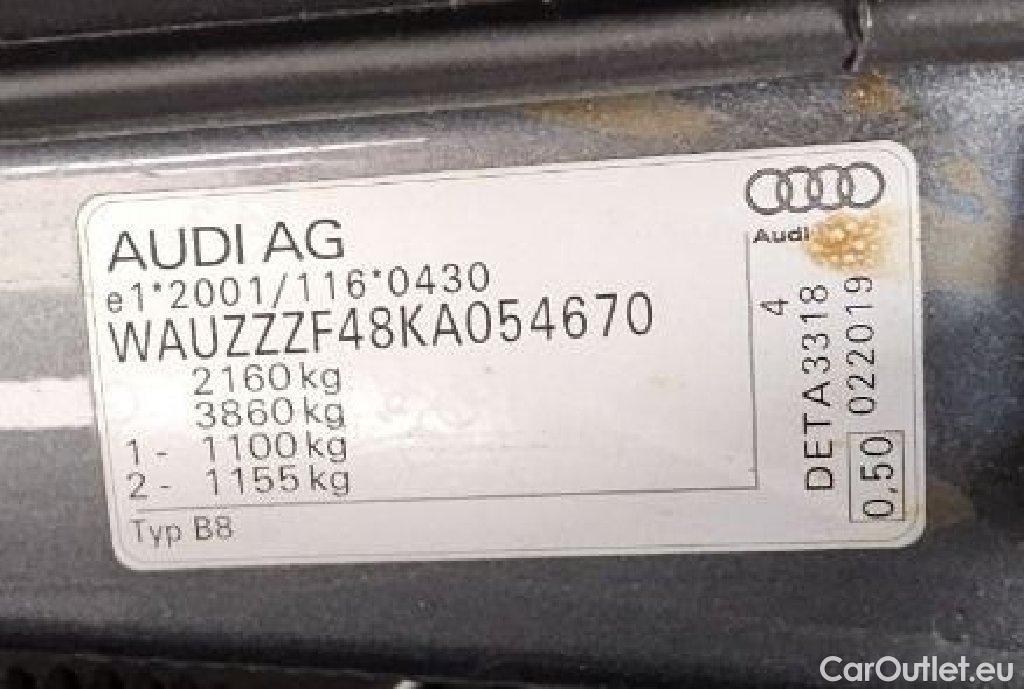 AUDI AG
e1*2001/116*0430
WAUZZZF48KA054670
2160 kg
3860 kg
1 - 1100 kg
2 - 1155 kg
Typ B8
Audi
4
DETA3318
0,50 022019
CarOutlet.eu